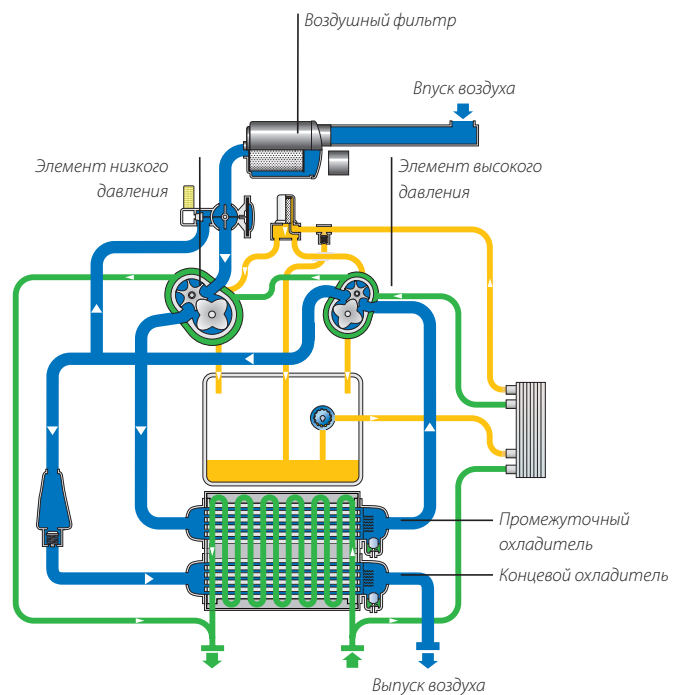 Воздушный фильтр
Впуск воздуха
Элемент низкого
давления
Элемент высокого
давления
Промежуточный
охладитель
Концевой охладитель
Выпуск воздуха